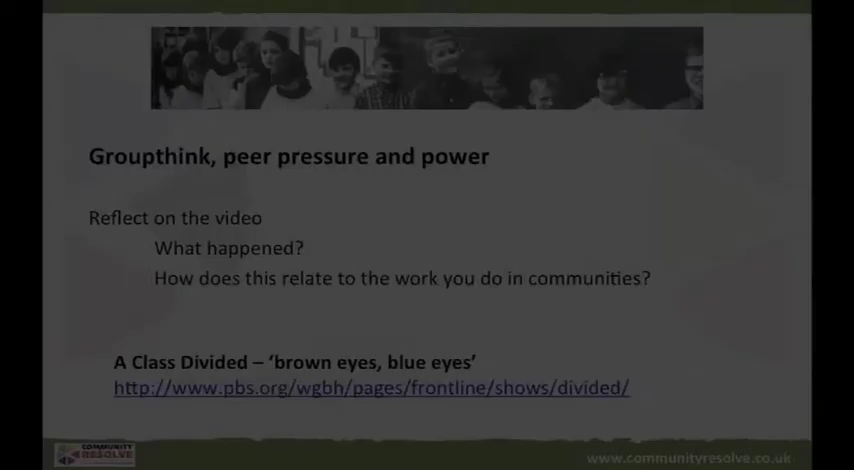 Groupthink, peer pressure and power
Reflect on the video
What happened?
How does this relate to the work you do in communities?
A Class Divided – ‘brown eyes, blue eyes’
http://www.pbs.org/wgbh/pages/frontline/shows/divided/
COMMUNITY
RESOLVE
www.communityresolve.co.uk